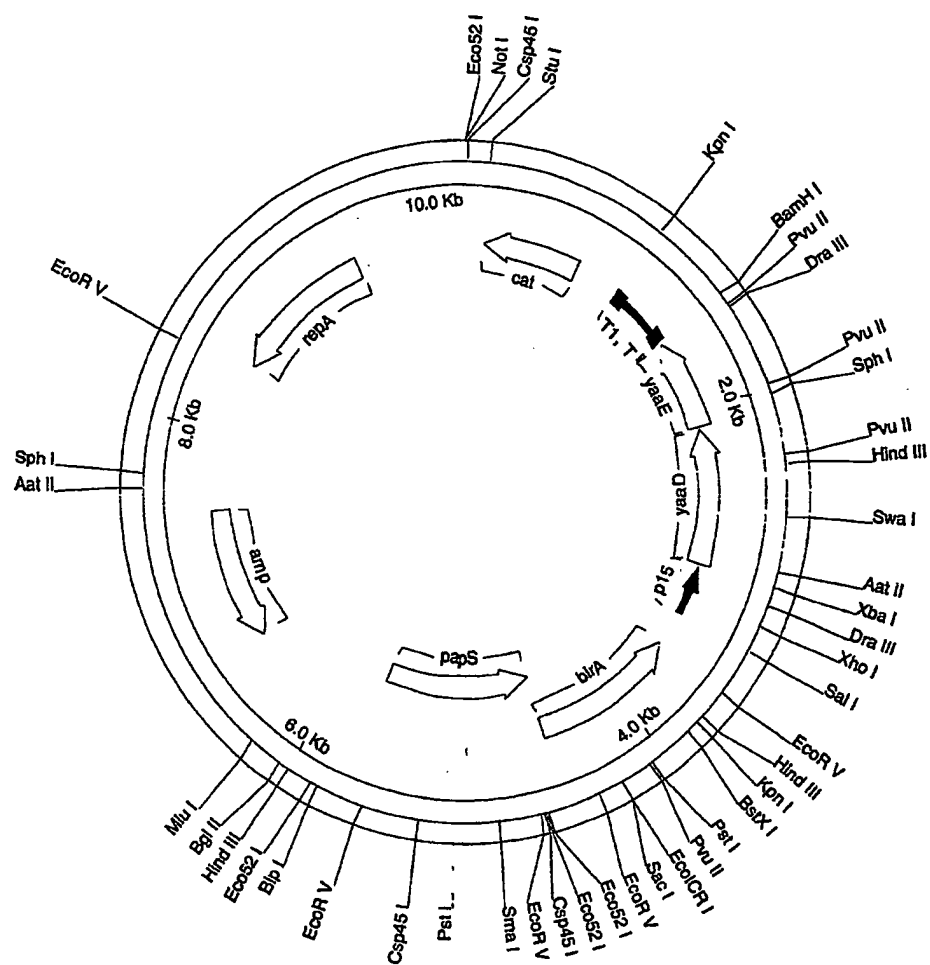 Eco52 I
Not I
Csp45 I
Stu I
Kpn I
BamH I
Pvu II
Dra III
Pvu II
Sph I
Pvu II
Hind III
Swa I
Aat II
Xba I
Dra III
Xho I
Sal I
EcoR V
Hind III
Kpn I
BstX I
Pst I
Pvu II
EcolCR I
Sac I
EcoR V
Eco52 I
Eco52 I
Csp45 I
EcoR V
Sma I
Pst I
Csp45 I
EcoR V
Blp I
Eco52 I
Hind III
Bgl II
Mlu I
Aat II
Sph I
EcoR V
10.0 Kb
2.0 Kb
4.0 Kb
6.0 Kb
8.0 Kb
cat
T1, T
yaaE
yaaD
p15
birA
papS
amp
repA